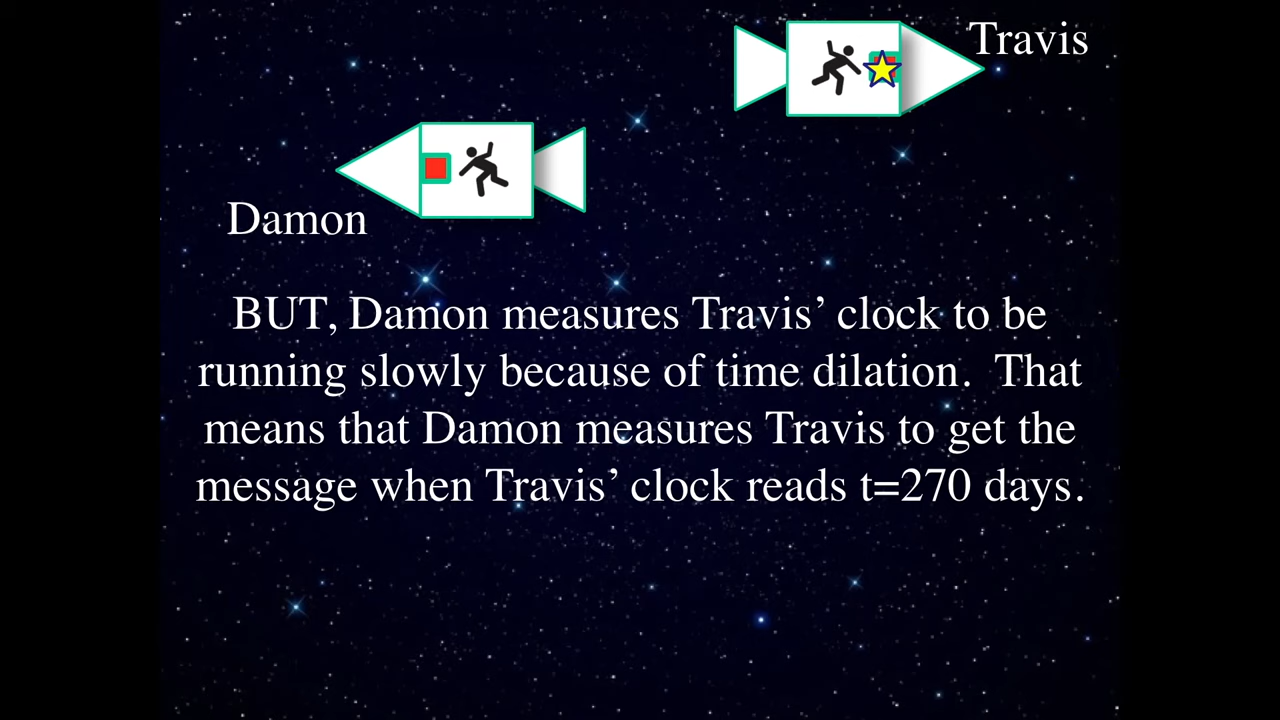 Travis
Damon
BUT, Damon measures Travis’ clock to be
running slowly because of time dilation.  That
means that Damon measures Travis to get the
message when Travis’ clock reads t=270 days.